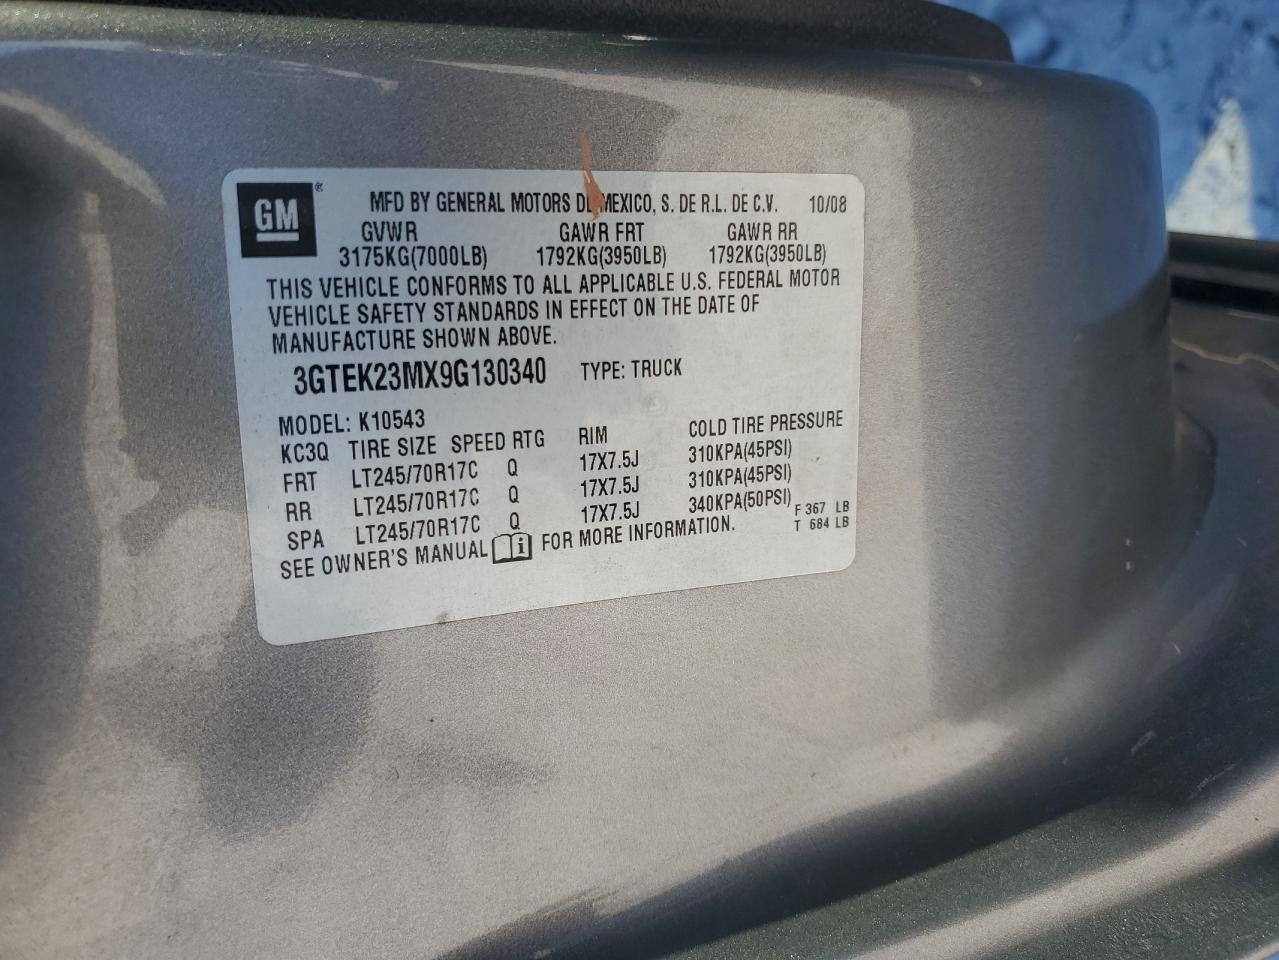 GM ®
MFD BY GENERAL MOTORS DE MEXICO, S. DE R.L. DE C.V. 10/08
GVWR GAWR FRT GAWR RR
3175KG(7000LB) 1792KG(3950LB) 1792KG(3950LB)
THIS VEHICLE CONFORMS TO ALL APPLICABLE U.S. FEDERAL MOTOR
VEHICLE SAFETY STANDARDS IN EFFECT ON THE DATE OF
MANUFACTURE SHOWN ABOVE.
3GTEK23MX9G130340 TYPE: TRUCK
MODEL: K10543
KC3Q TIRE SIZE SPEED RTG RIM COLD TIRE PRESSURE
FRT LT245/70R17C Q 17X7.5J 310KPA(45PSI)
RR LT245/70R17C Q 17X7.5J 310KPA(45PSI)
SPA LT245/70R17C Q 17X7.5J 340KPA(50PSI) F 367 LB
SEE OWNER'S MANUAL i FOR MORE INFORMATION. T 684 LB